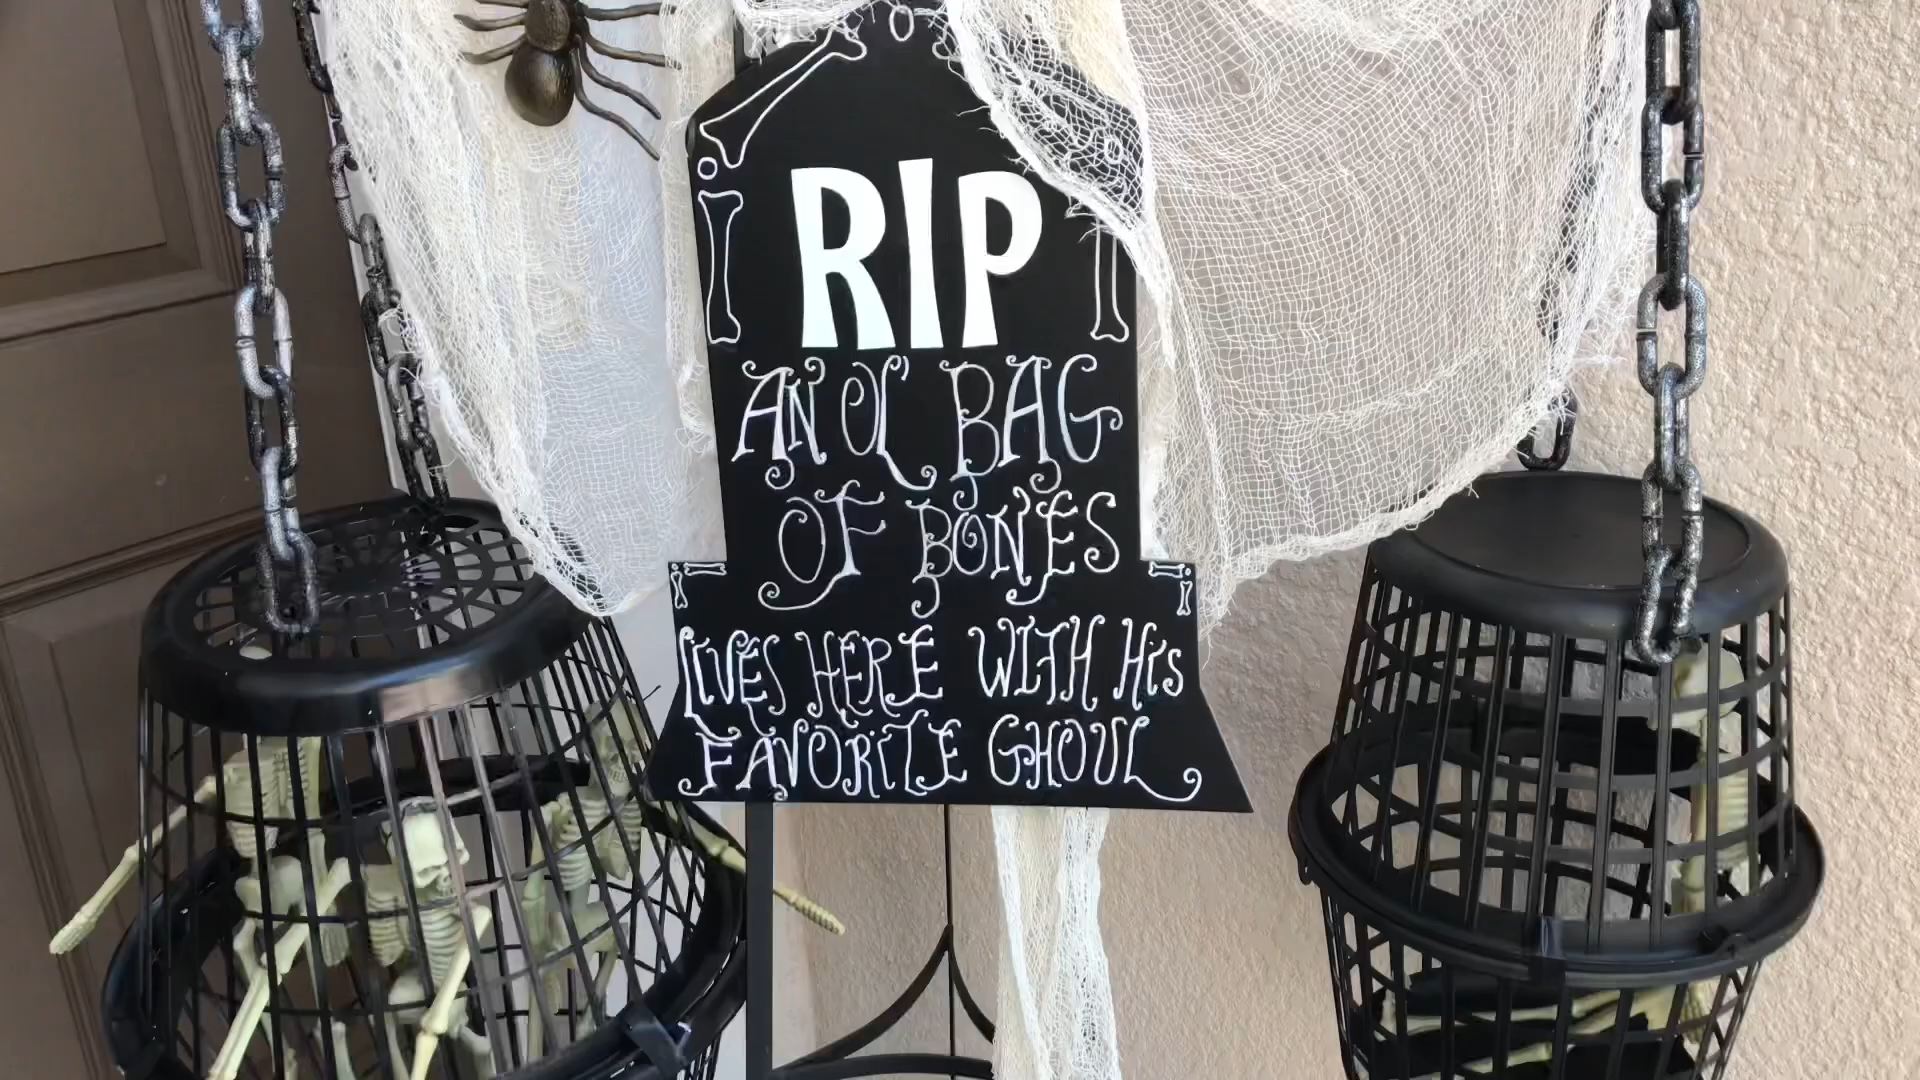 RIP
AN OL' BAG
OF BONES
LIVES HERE WITH HIS
FAVORITE GHOUL